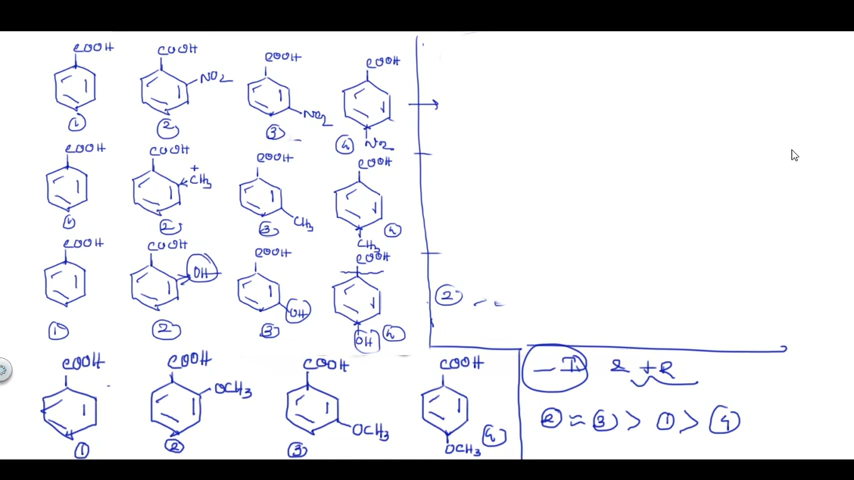 COOH COOH COOH COOH
NO2 NO2 NO2
1 2 3 4
COOH COOH COOH COOH
+
CH3 CH3 CH3
1 2 3 4
COOH COOH COOH COOH
OH OH OH
1 2 3 4
2
COOH COOH COOH COOH
OCH3 OCH3 OCH3
1 2 3 4
-I & +R
2 ≈ 3 > 1 > 4